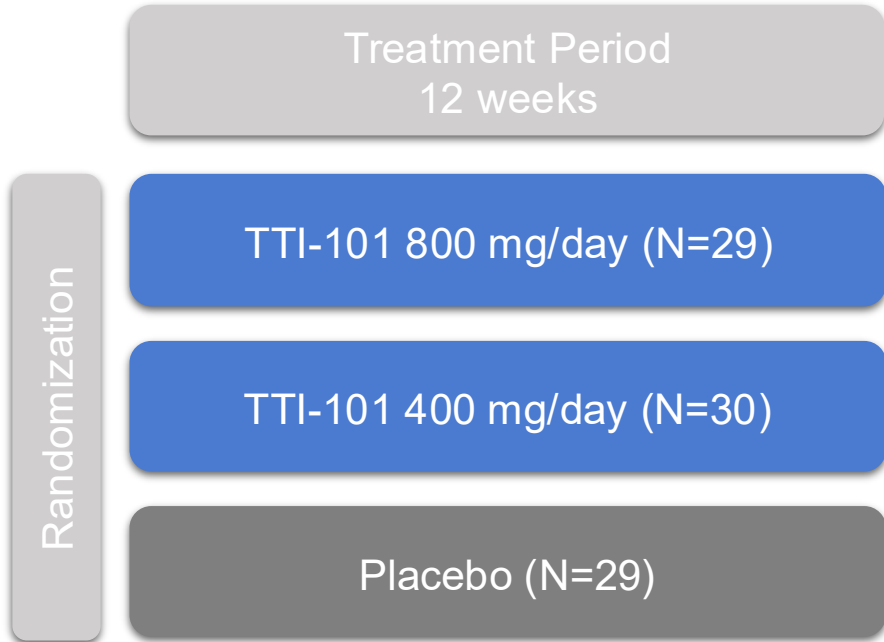 Treatment Period
12 weeks
Randomization
TTI-101 800 mg/day (N=29)
TTI-101 400 mg/day (N=30)
Placebo (N=29)